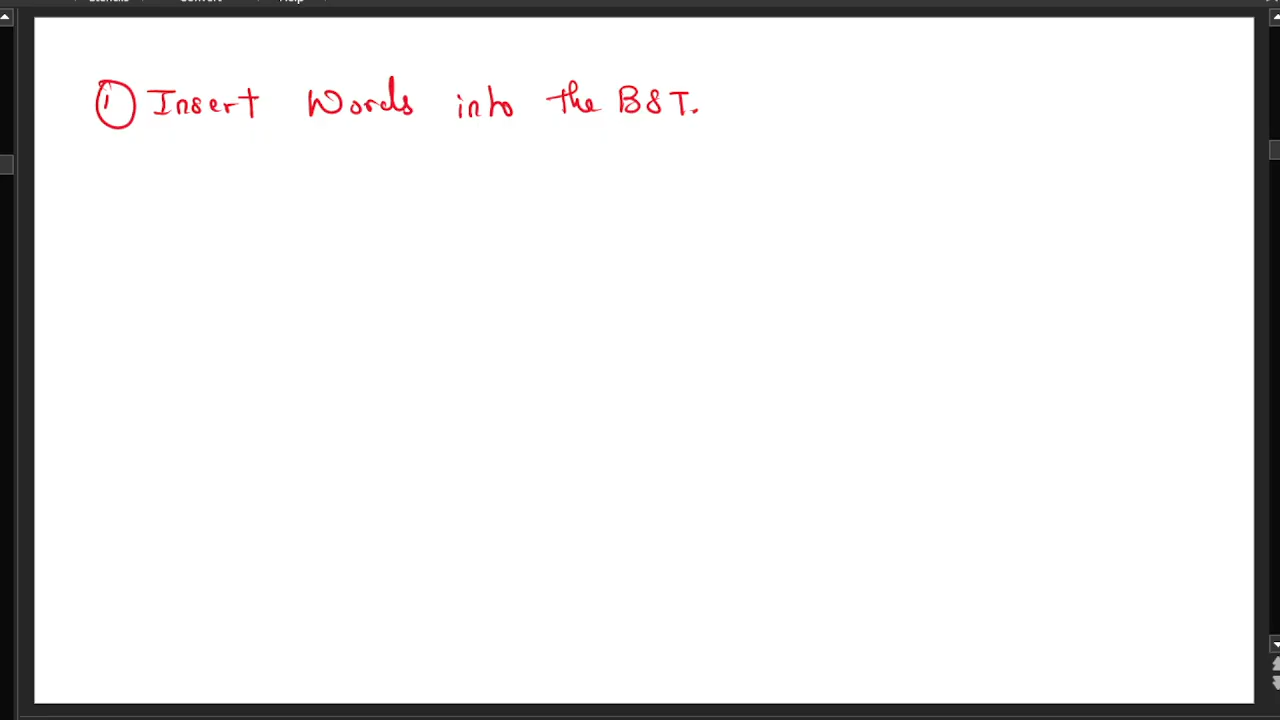 ① Insert Words into the BST.